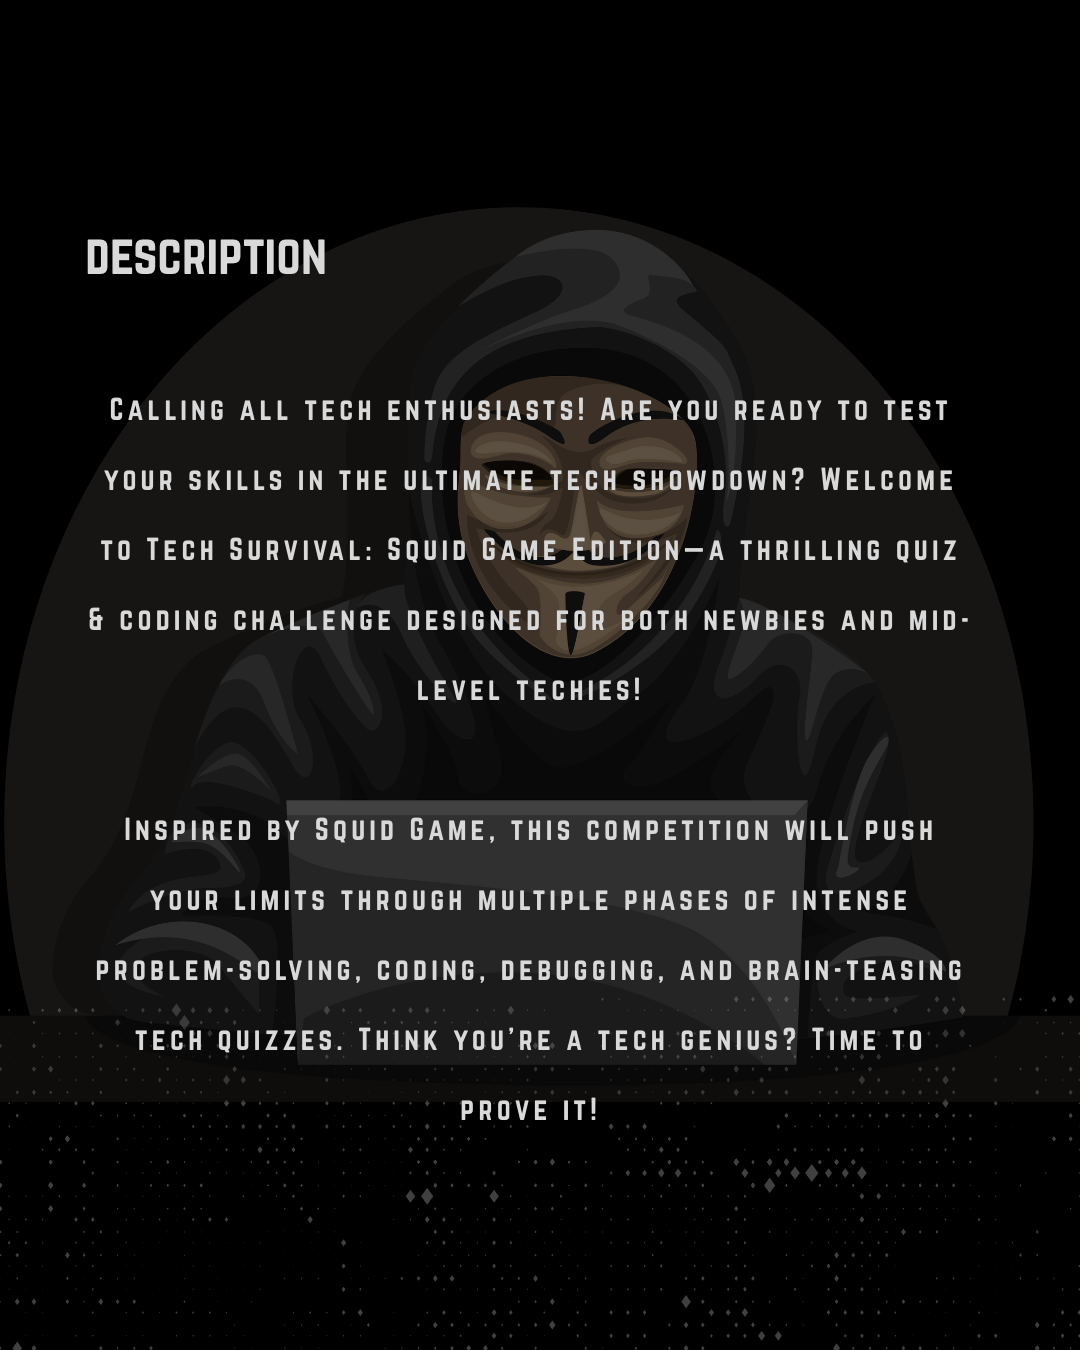 DESCRIPTION
Calling all tech enthusiasts! Are you ready to test
your skills in the ultimate tech showdown? Welcome
to Tech Survival: Squid Game Edition—a thrilling quiz
& coding challenge designed for both newbies and mid-
level techies!
Inspired by Squid Game, this competition will push
your limits through multiple phases of intense
problem-solving, coding, debugging, and brain-teasing
tech quizzes. Think you’re a tech genius? Time to
prove it!